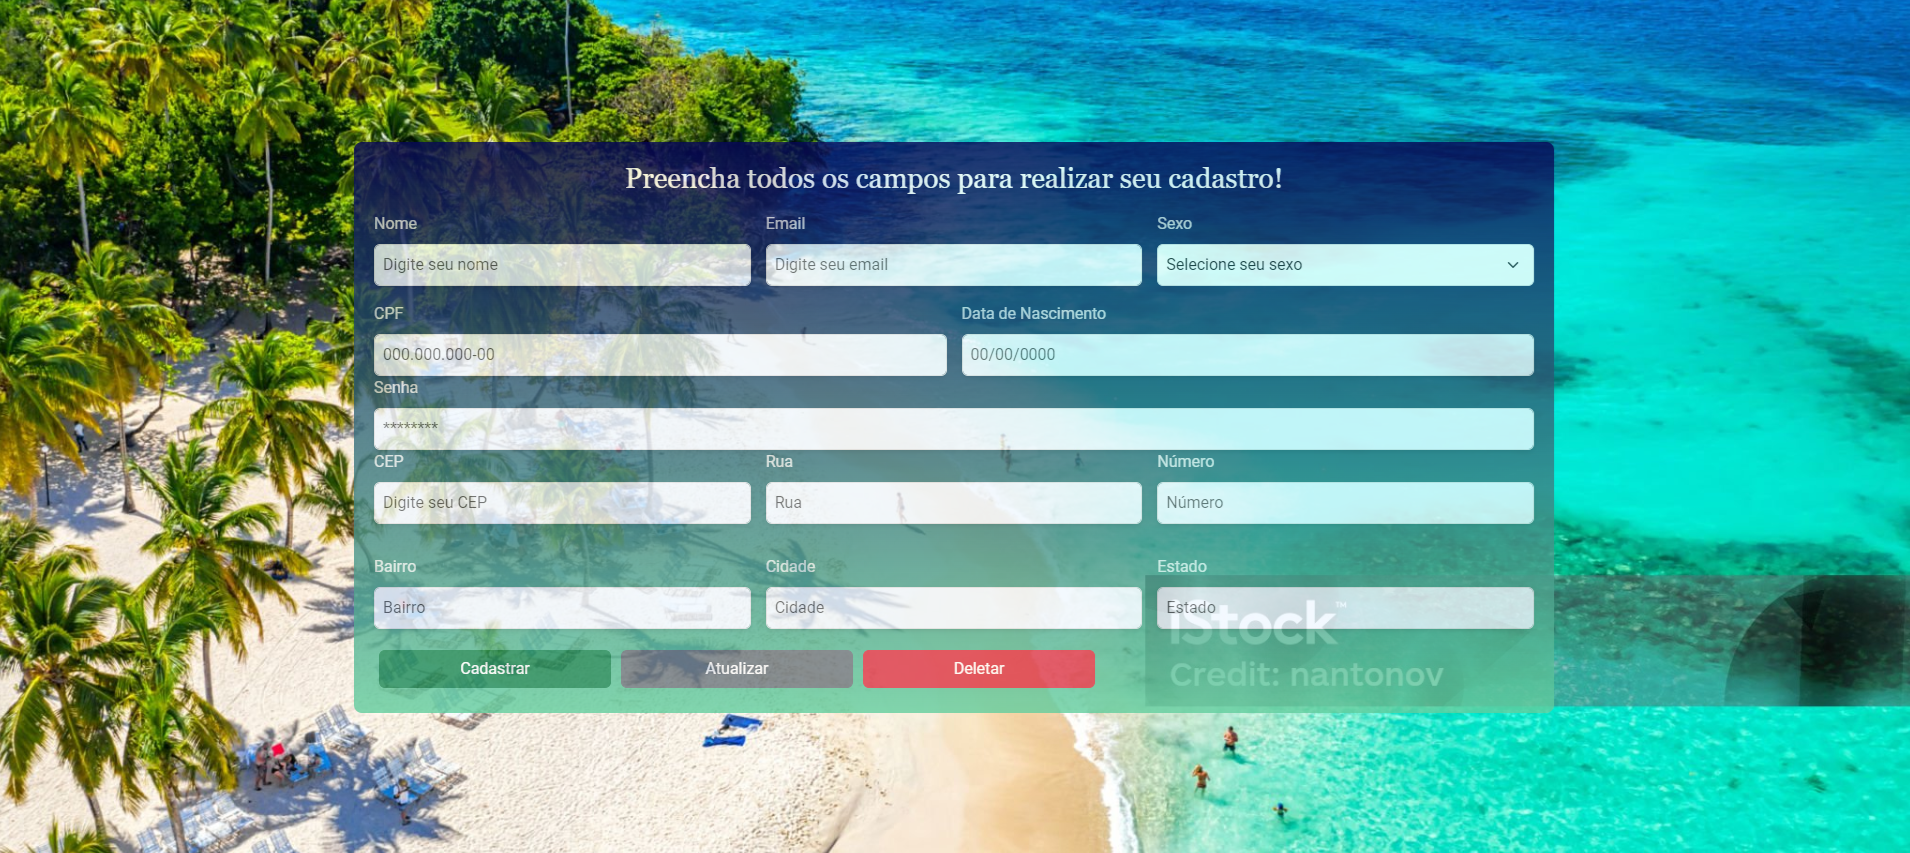 Preencha todos os campos para realizar seu cadastro!
Nome Email Sexo
Digite seu nome Digite seu email Selecione seu sexo
CPF Data de Nascimento
000.000.000-00 00/00/0000
Senha
********
CEP Rua Número
Digite seu CEP Rua Número
Bairro Cidade Estado
Bairro Cidade Estado
iStock™
Cadastrar Atualizar Deletar
Credit: nantonov